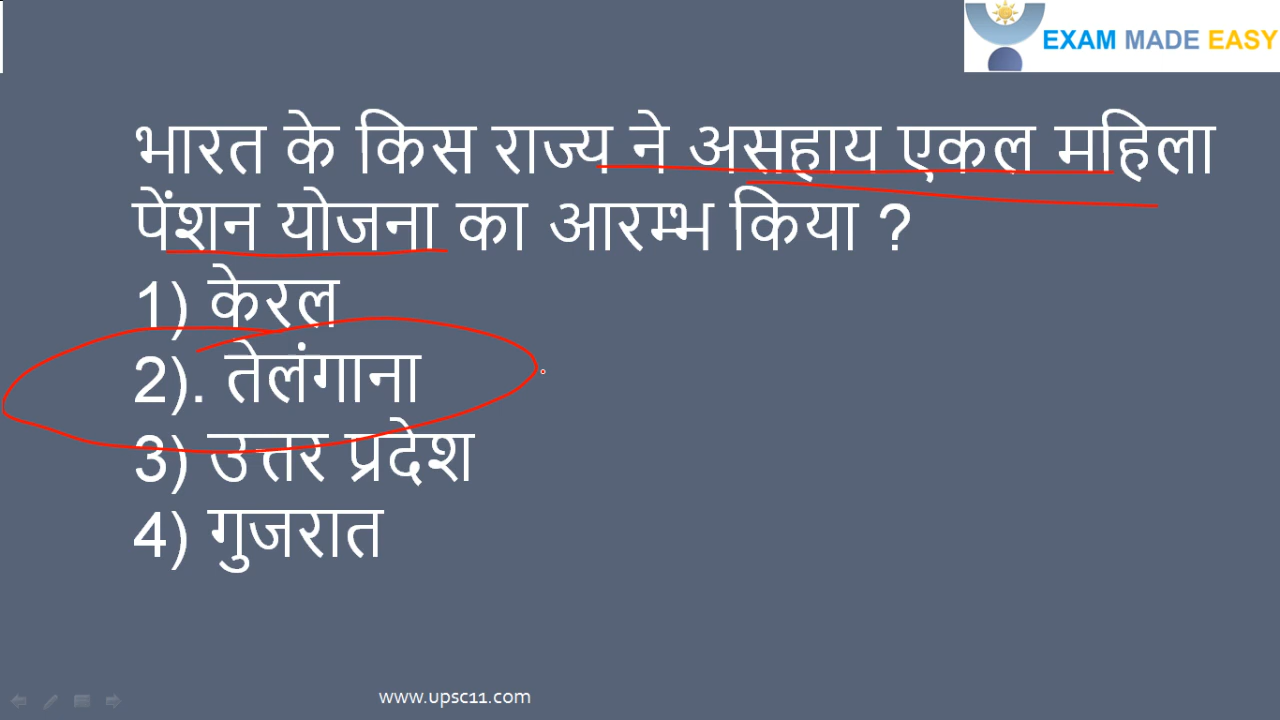 EXAM MADE EASY
भारत के किस राज्य ने असहाय एकल महिला
पेंशन योजना का आरम्भ किया ?
1) केरल
2). तेलंगाना
3) उत्तर प्रदेश
4) गुजरात
www.upsc11.com